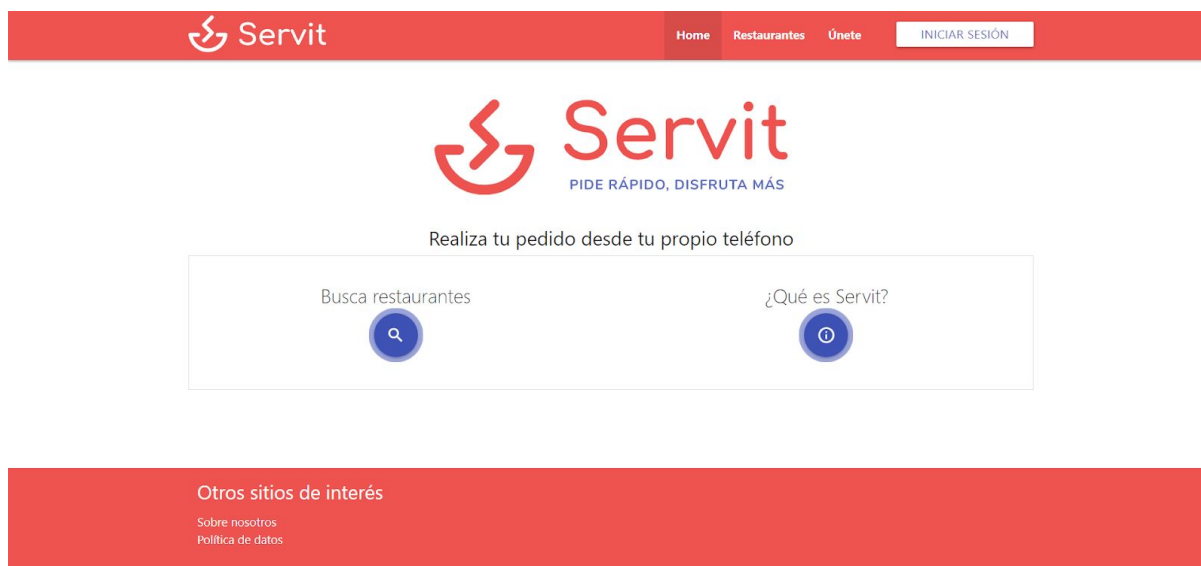 Servit
Home Restaurantes Únete INICIAR SESIÓN
Servit
PIDE RÁPIDO, DISFRUTA MÁS
Realiza tu pedido desde tu propio teléfono
Busca restaurantes
¿Qué es Servit?
Otros sitios de interés
Sobre nosotros
Política de datos